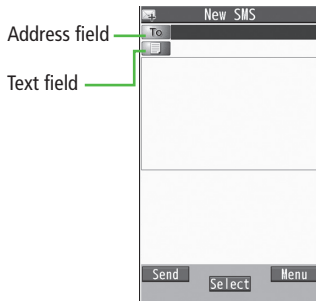 New SMS
Address field
To
Text field
Send
Select
Menu